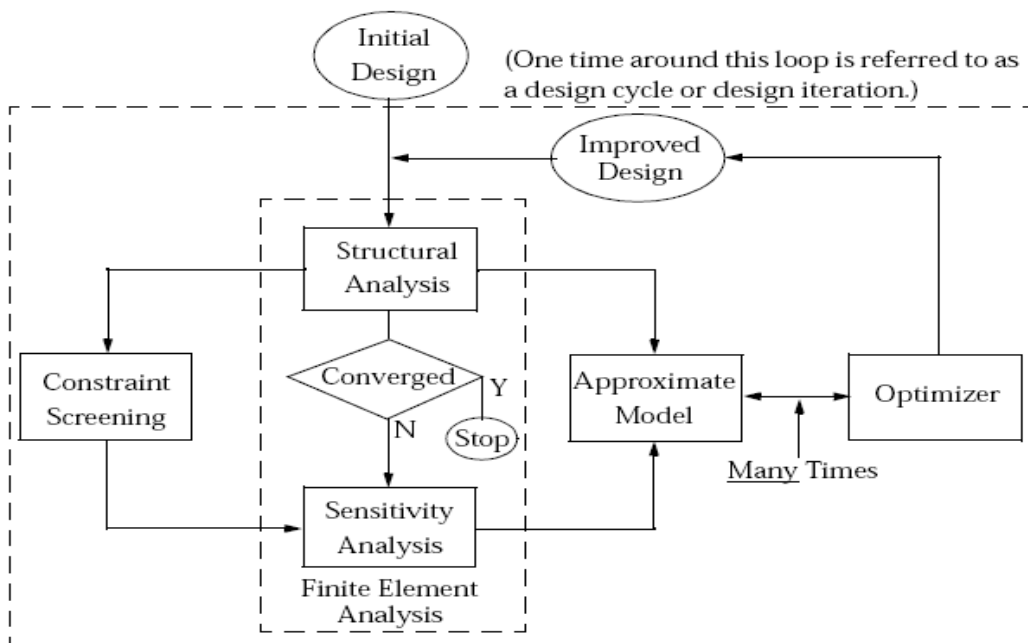 Initial
Design
(One time around this loop is referred to as
a design cycle or design iteration.)
Improved
Design
Structural
Analysis
Constraint
Screening
Converged
Y
N
Stop
Approximate
Model
Optimizer
Many Times
Sensitivity
Analysis
Finite Element
Analysis